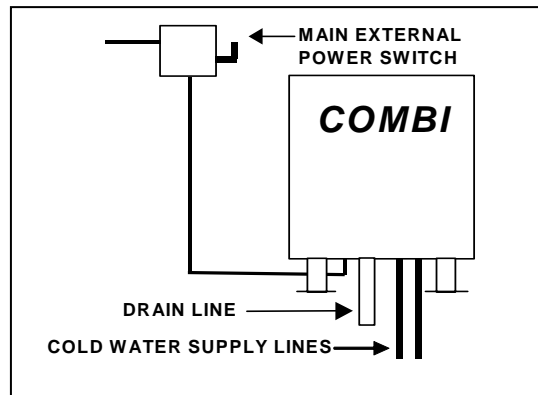 MAIN EXTERNAL
POWER SWITCH
COMBI
DRAIN LINE
COLD WATER SUPPLY LINES